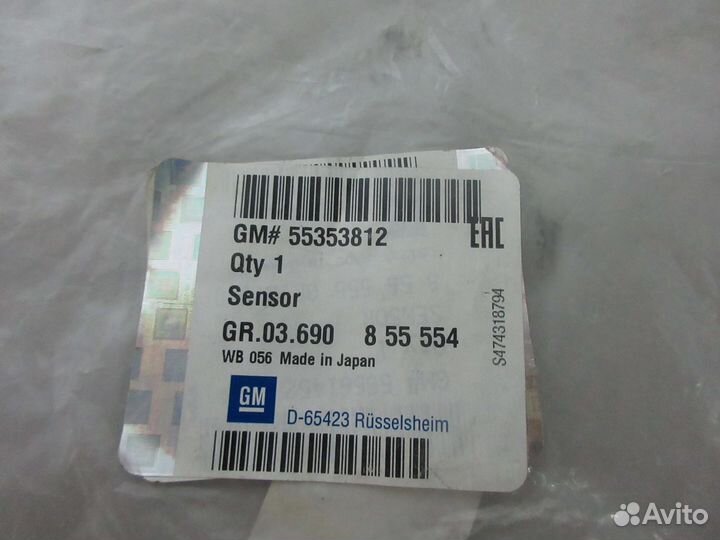 GM# 55353812
EAC
Qty 1
Sensor
GR.03.690 8 55 554
WB 056 Made in Japan
S474318794
GM
D-65423 Rüsselsheim
Avito